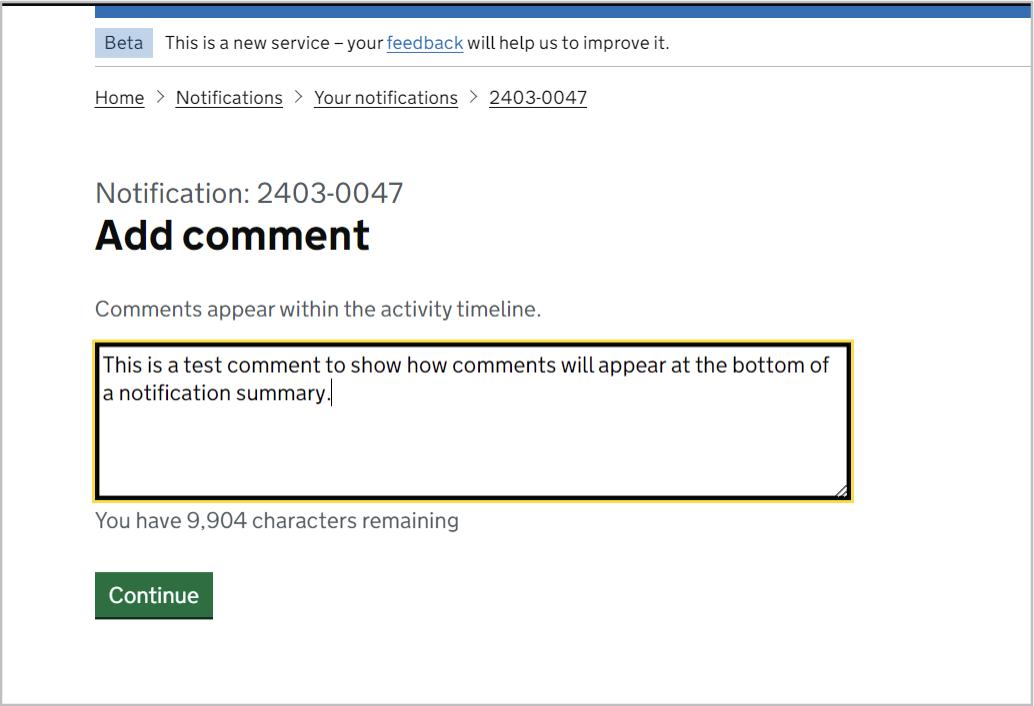 Beta This is a new service – your feedback will help us to improve it.
Home > Notifications > Your notifications > 2403-0047
Notification: 2403-0047
Add comment
Comments appear within the activity timeline.
This is a test comment to show how comments will appear at the bottom of
a notification summary.
You have 9,904 characters remaining
Continue